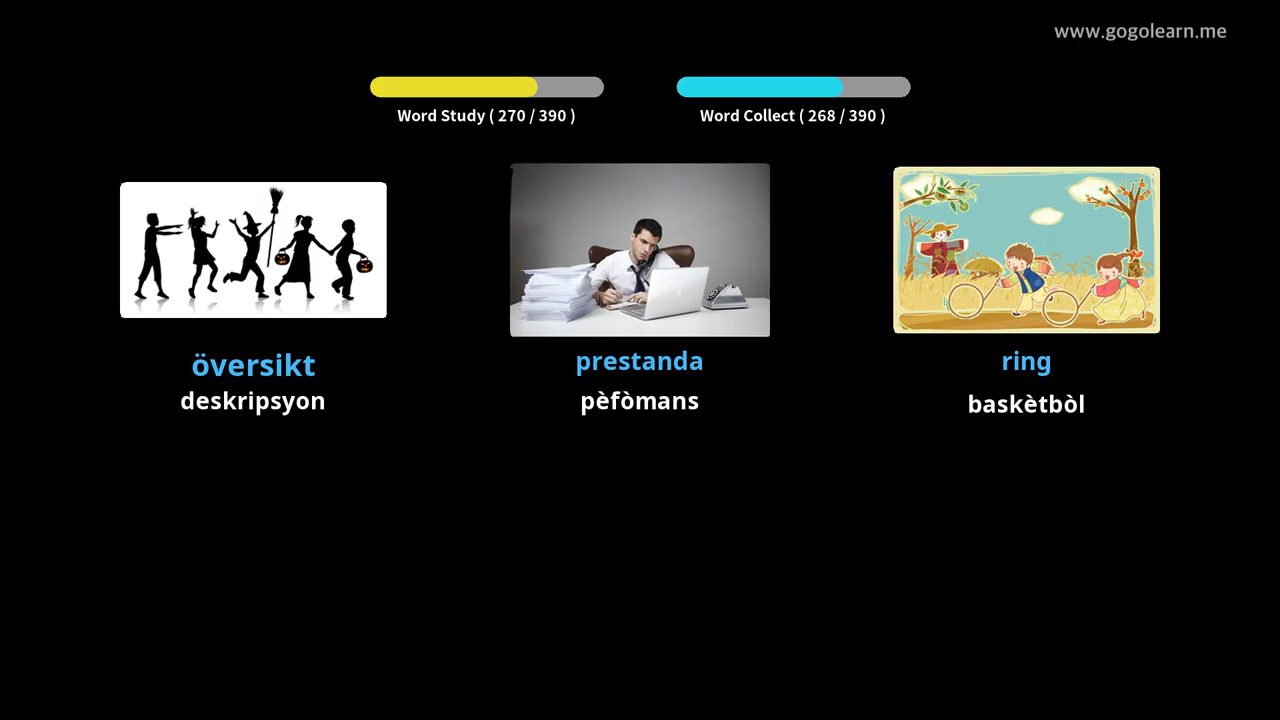 www.gogolearn.me
Word Study ( 270 / 390 )
Word Collect ( 268 / 390 )
översikt
deskripsyon
prestanda
pèfòmans
ring
baskètbòl